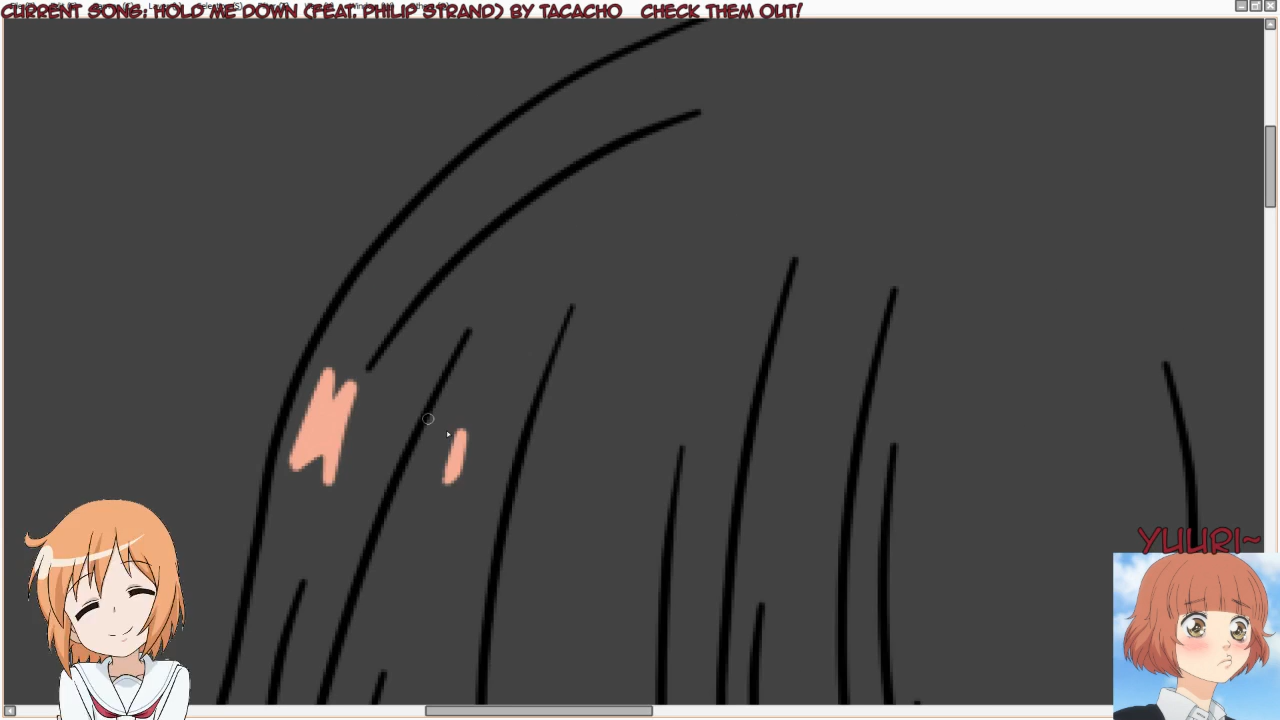 CURRENT SONG: HOLD ME DOWN (FEAT. PHILIP STRAND) BY TACACHO CHECK THEM OUT!
YUURI~